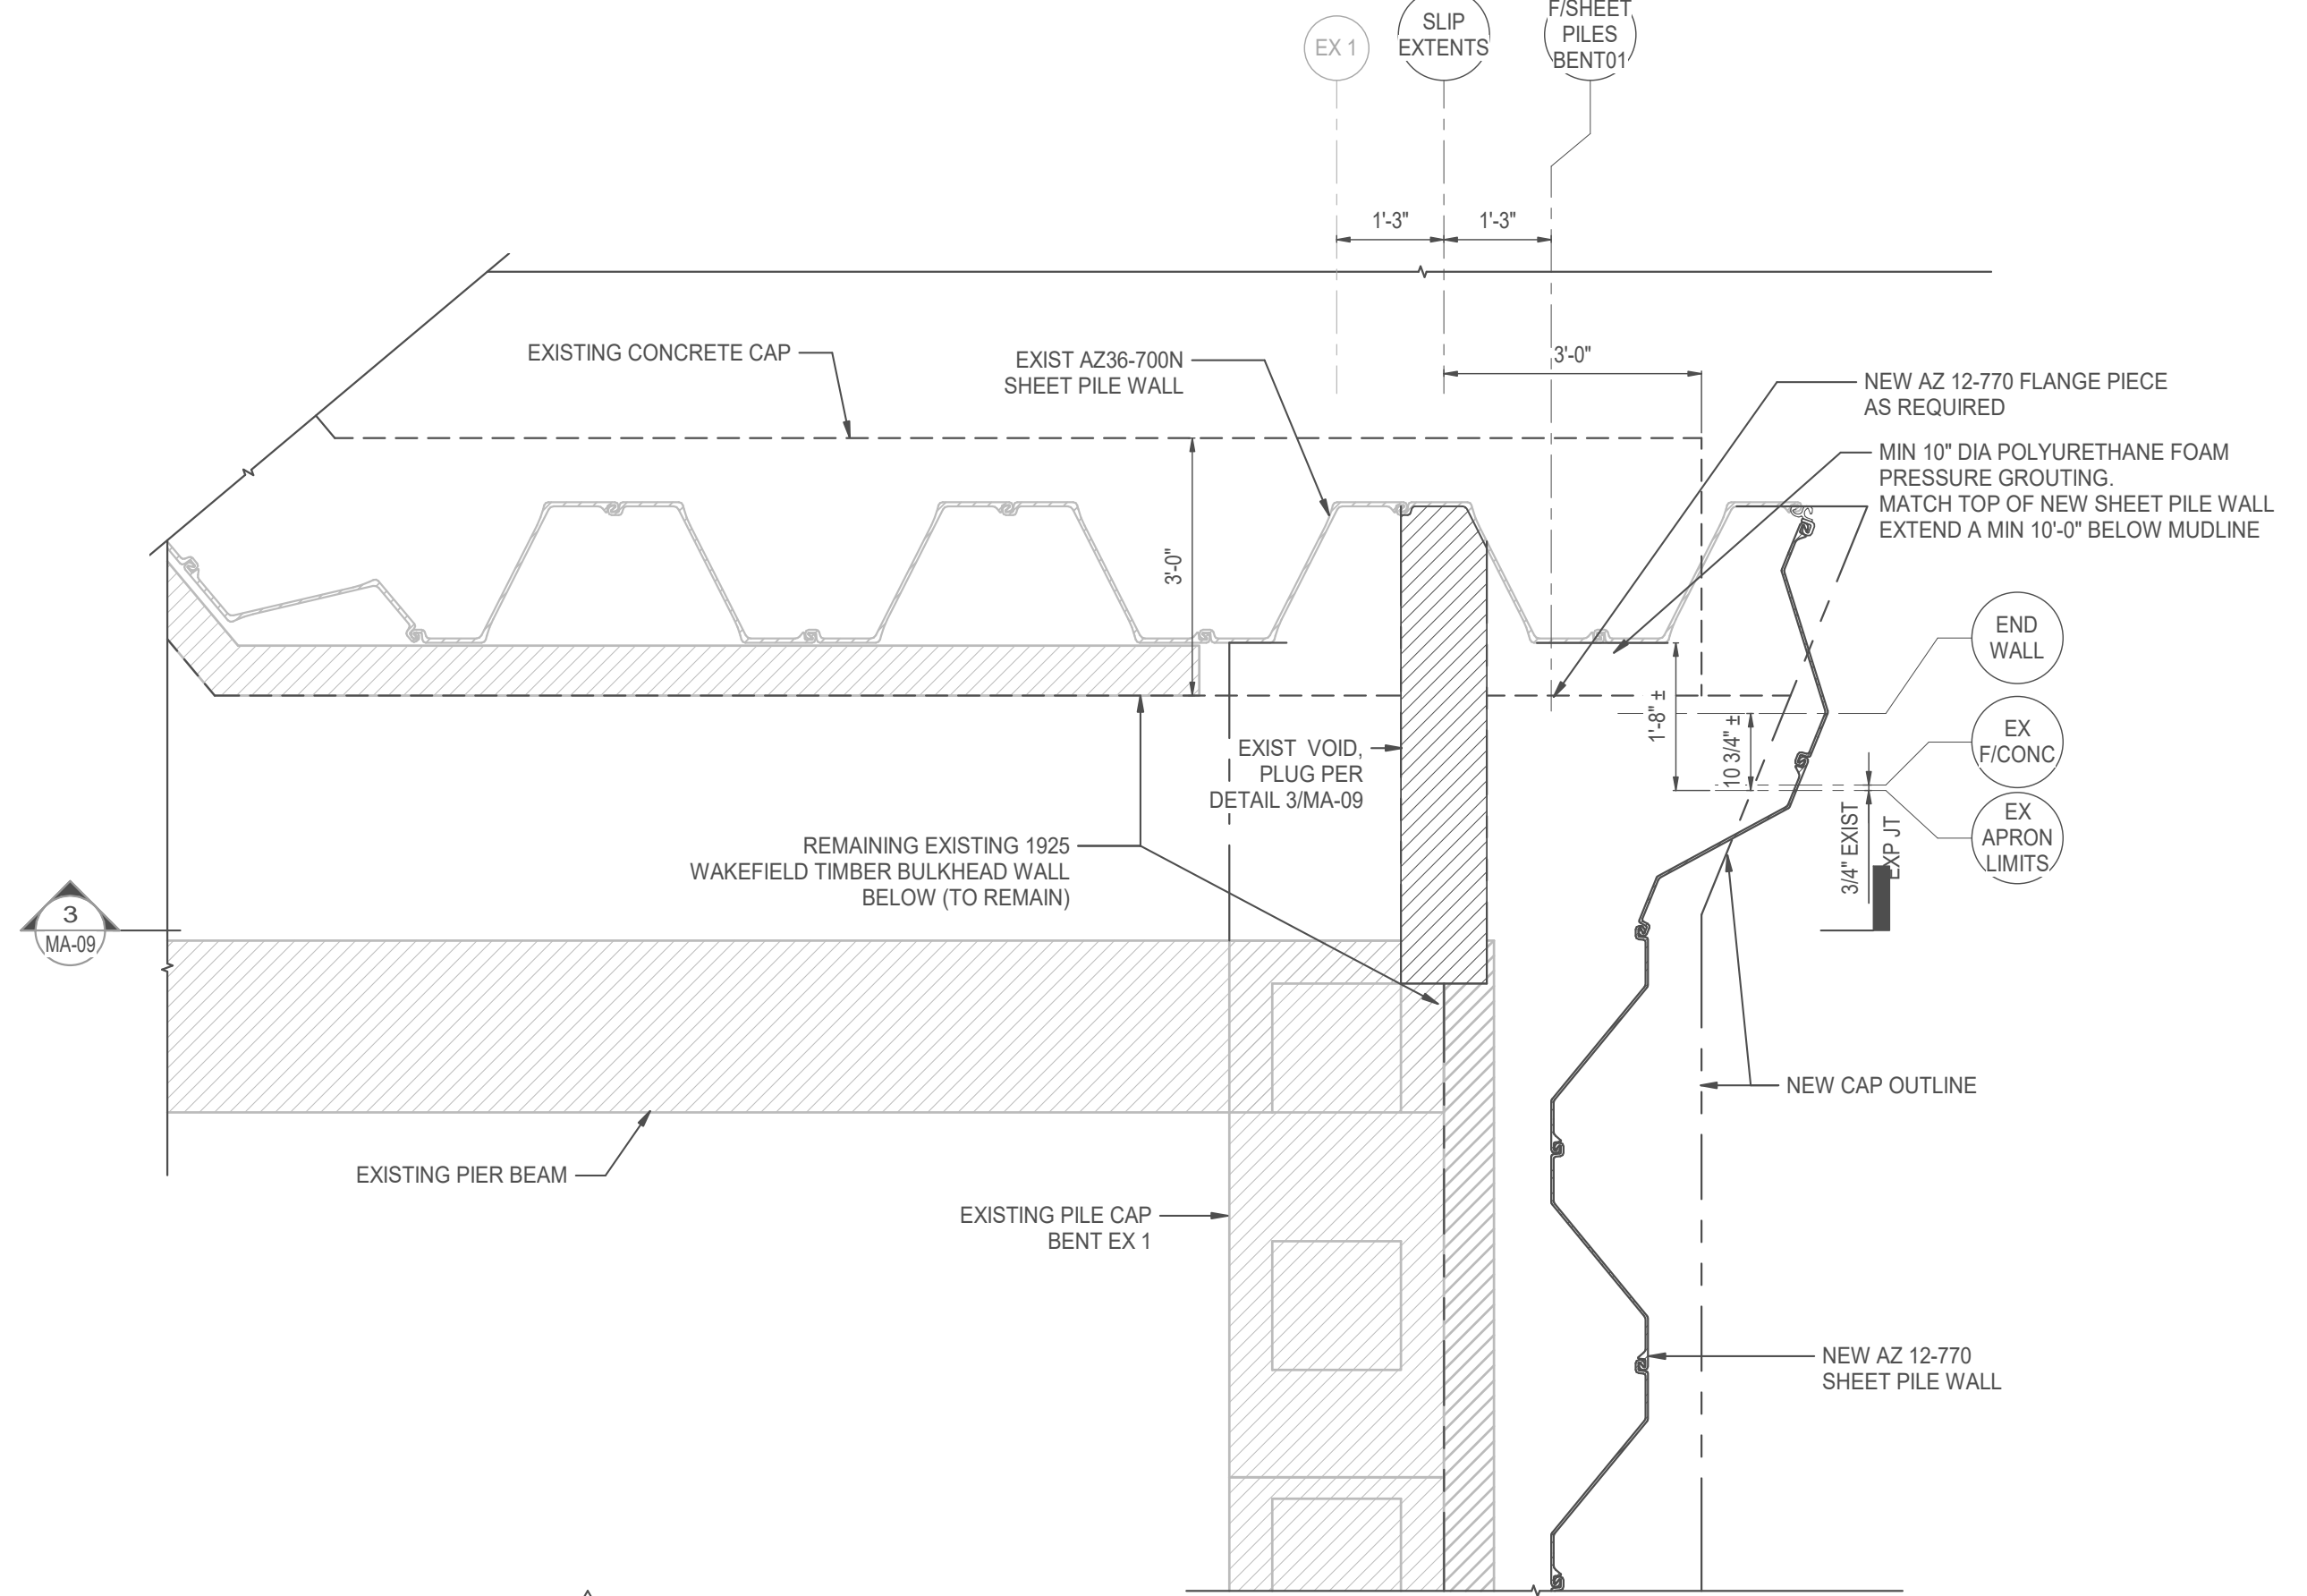 F/SHEET
PILES
BENT01
SLIP
EXTENTS
EX 1
1'-3"
1'-3"
EXISTING CONCRETE CAP
EXIST AZ36-700N
SHEET PILE WALL
3'-0"
NEW AZ 12-770 FLANGE PIECE
AS REQUIRED
MIN 10" DIA POLYURETHANE FOAM
PRESSURE GROUTING.
MATCH TOP OF NEW SHEET PILE WALL
EXTEND A MIN 10'-0" BELOW MUDLINE
3'-0"
END
WALL
1'-8" ±
10 3/4" ±
EX
F/CONC
EXIST VOID,
PLUG PER
DETAIL 3/MA-09
3/4" EXIST
EXP JT
EX
APRON
LIMITS
REMAINING EXISTING 1925
WAKEFIELD TIMBER BULKHEAD WALL
BELOW (TO REMAIN)
3
MA-09
NEW CAP OUTLINE
EXISTING PIER BEAM
EXISTING PILE CAP
BENT EX 1
NEW AZ 12-770
SHEET PILE WALL